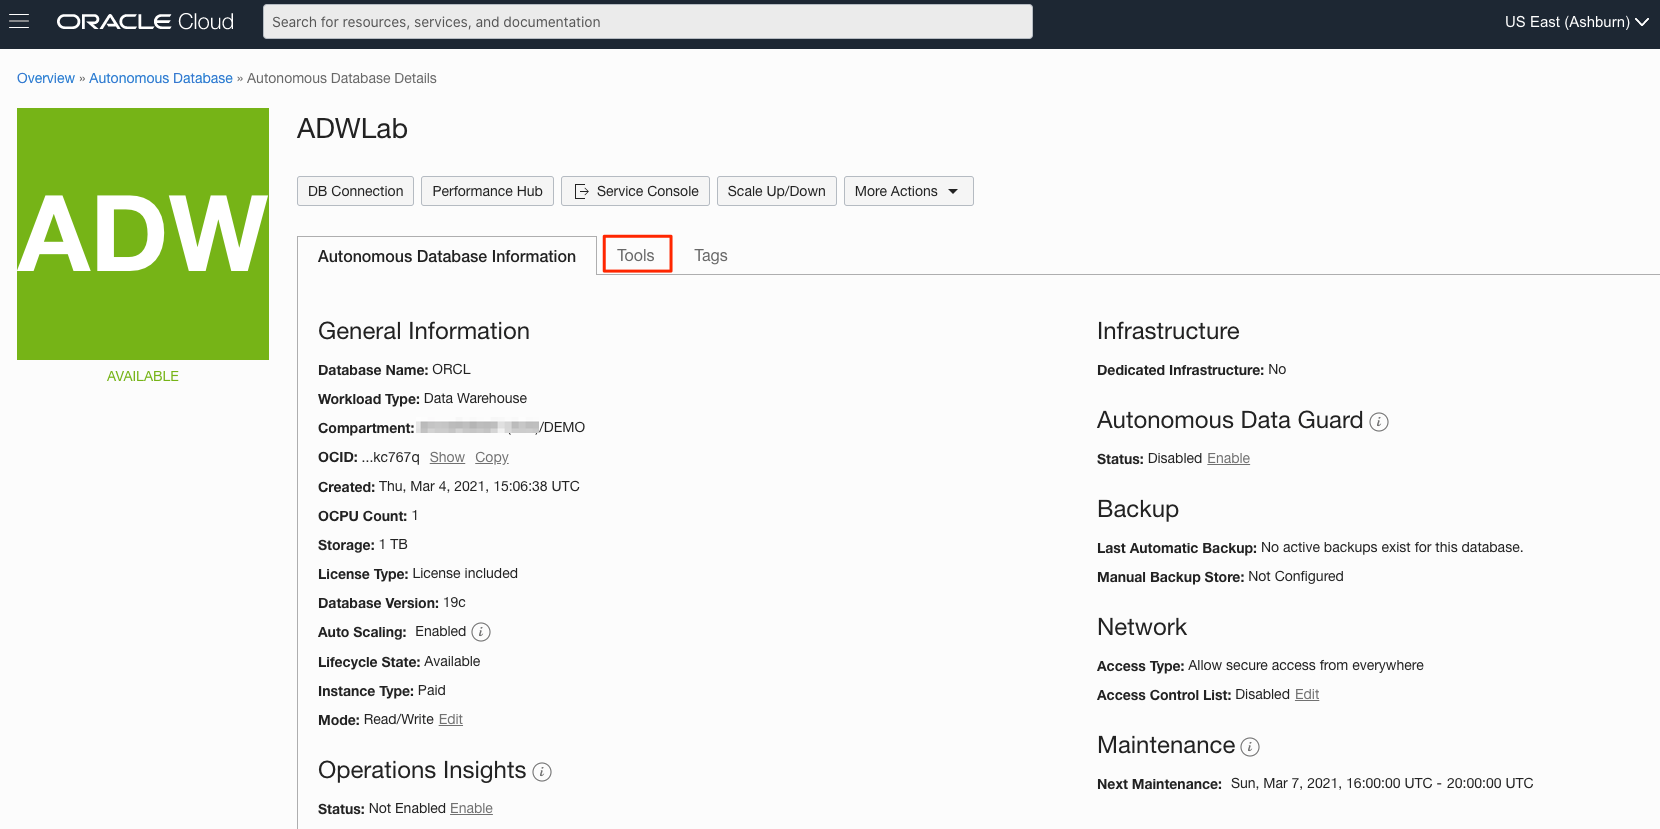 ORACLE Cloud
Search for resources, services, and documentation
US East (Ashburn)
Overview » Autonomous Database » Autonomous Database Details
ADW
AVAILABLE
ADWLab
DB Connection
Performance Hub
Service Console
Scale Up/Down
More Actions
Autonomous Database Information
Tools
Tags
General Information
Database Name: ORCL
Workload Type: Data Warehouse
Compartment: /DEMO
OCID: ...kc767q Show Copy
Created: Thu, Mar 4, 2021, 15:06:38 UTC
OCPU Count: 1
Storage: 1 TB
License Type: License included
Database Version: 19c
Auto Scaling: Enabled i
Lifecycle State: Available
Instance Type: Paid
Mode: Read/Write Edit
Operations Insights i
Status: Not Enabled Enable
Infrastructure
Dedicated Infrastructure: No
Autonomous Data Guard i
Status: Disabled Enable
Backup
Last Automatic Backup: No active backups exist for this database.
Manual Backup Store: Not Configured
Network
Access Type: Allow secure access from everywhere
Access Control List: Disabled Edit
Maintenance i
Next Maintenance: Sun, Mar 7, 2021, 16:00:00 UTC - 20:00:00 UTC